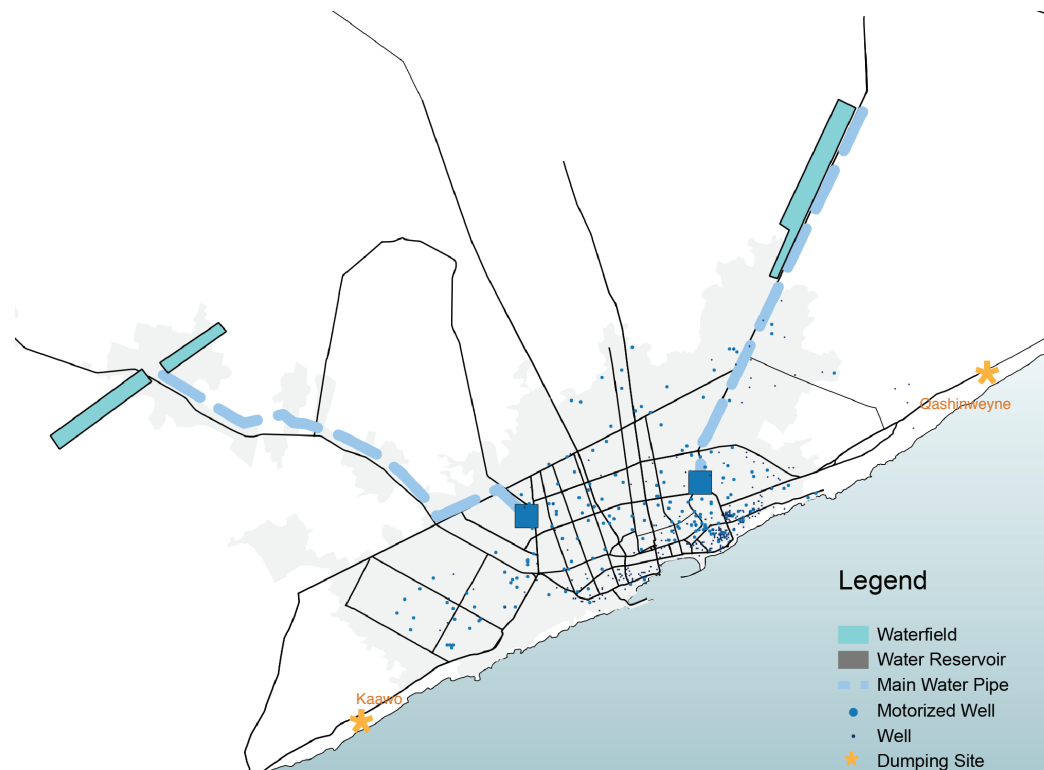 Qashinweyne
Kaawo
Legend
Waterfield
Water Reservoir
Main Water Pipe
Motorized Well
Well
Dumping Site